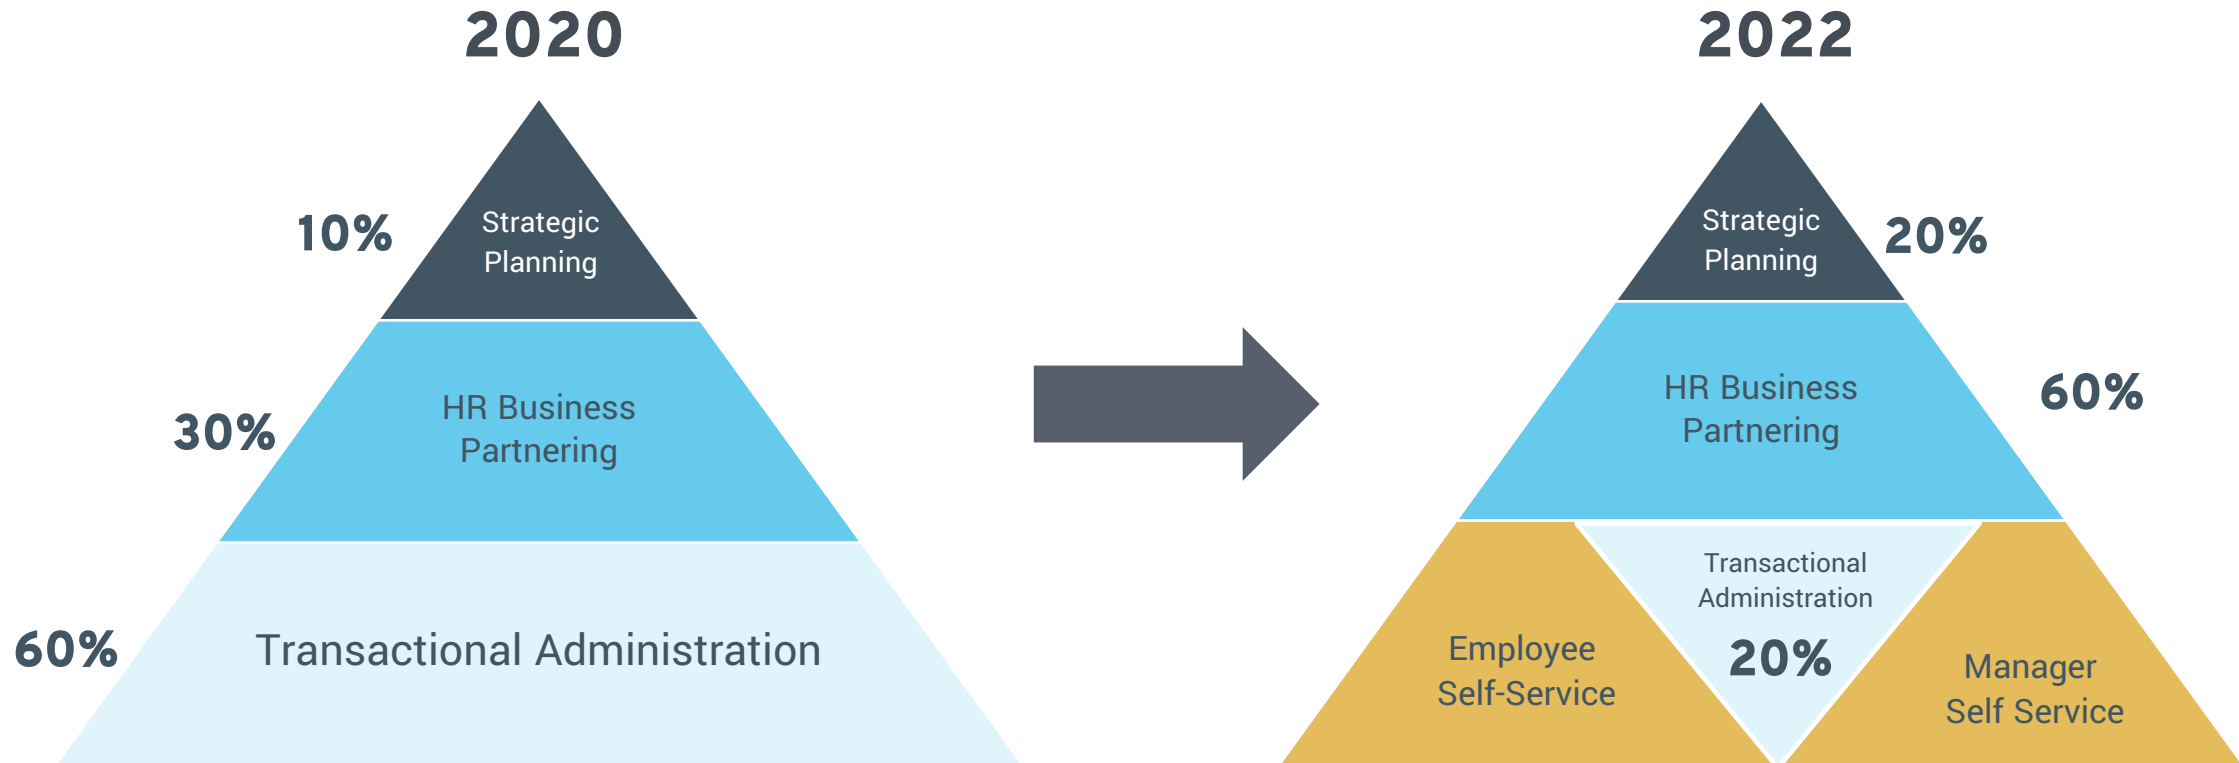 2020
10%
Strategic
Planning
30%
HR Business
Partnering
60%
Transactional Administration
2022
Strategic
Planning
20%
HR Business
Partnering
60%
Transactional
Administration
20%
Employee
Self-Service
Manager
Self Service